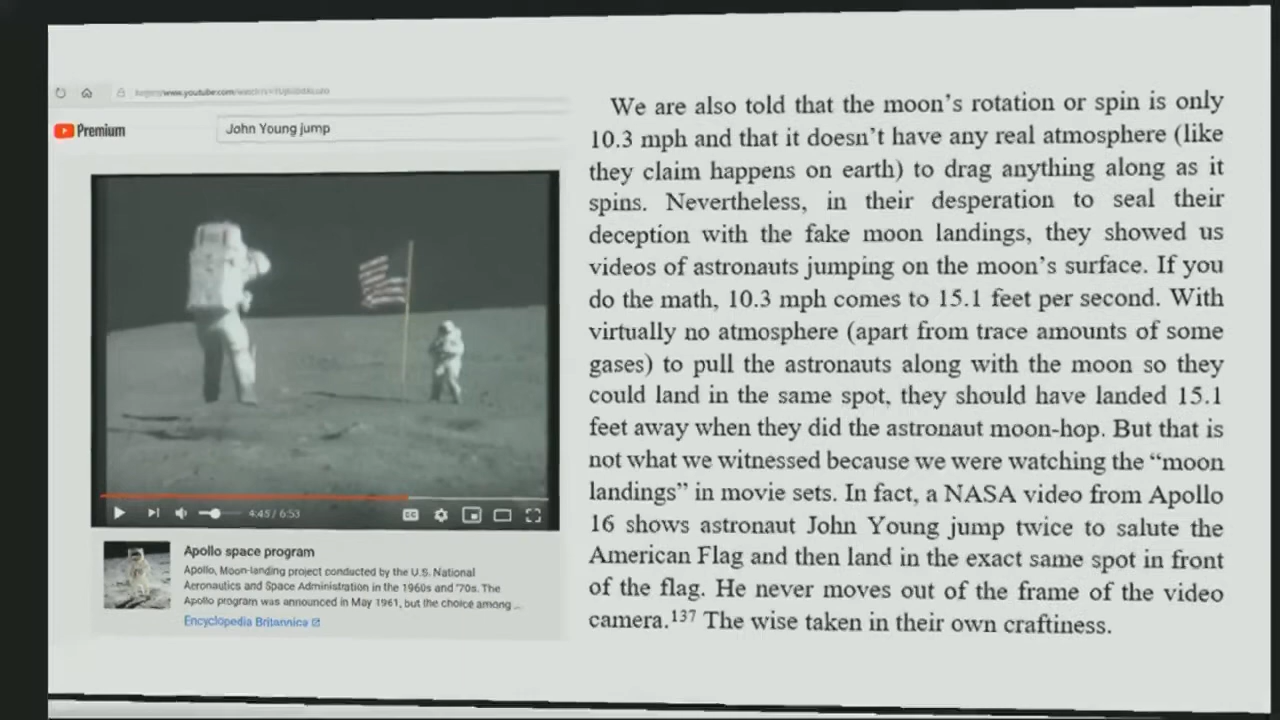 Premium
John Young jump
4:45 / 6:53
CC
Apollo space program
Apollo, Moon-landing project conducted by the U.S. National
Aeronautics and Space Administration in the 1960s and '70s. The
Apollo program was announced in May 1961, but the choice among ...
Encyclopedia Britannica
We are also told that the moon's rotation or spin is only
10.3 mph and that it doesn't have any real atmosphere (like
they claim happens on earth) to drag anything along as it
spins. Nevertheless, in their desperation to seal their
deception with the fake moon landings, they showed us
videos of astronauts jumping on the moon's surface. If you
do the math, 10.3 mph comes to 15.1 feet per second. With
virtually no atmosphere (apart from trace amounts of some
gases) to pull the astronauts along with the moon so they
could land in the same spot, they should have landed 15.1
feet away when they did the astronaut moon-hop. But that is
not what we witnessed because we were watching the “moon
landings” in movie sets. In fact, a NASA video from Apollo
16 shows astronaut John Young jump twice to salute the
American Flag and then land in the exact same spot in front
of the flag. He never moves out of the frame of the video
camera.¹³⁷ The wise taken in their own craftiness.